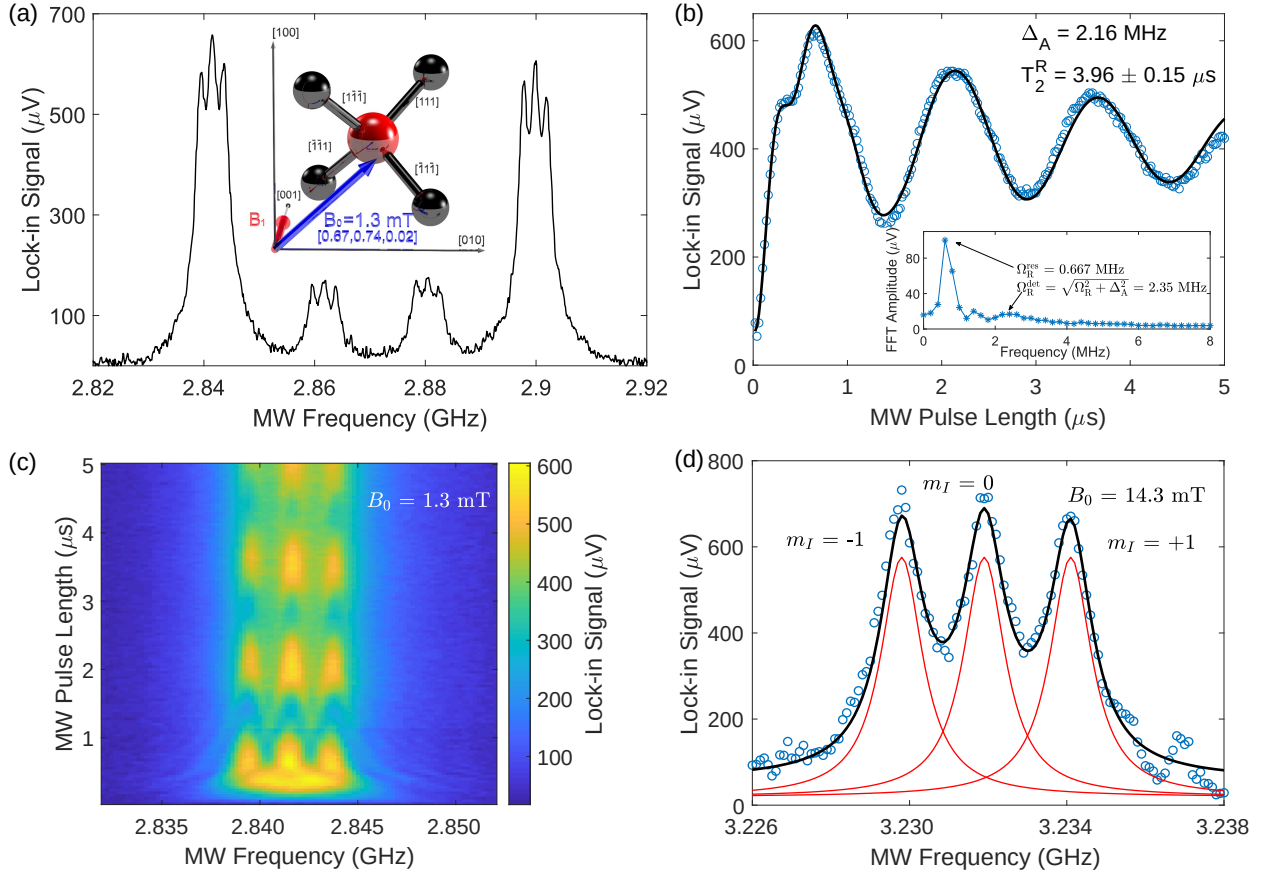 (a)
700
500
300
100
Lock-in Signal (μV)
2.82
2.84
2.86
2.88
2.9
2.92
MW Frequency (GHz)
[100]
[11̄1̄]
[111]
[1̄1̄1]
[1̄11̄]
[001]
[010]
B₁
B₀=1.3 mT
[0.67,0.74,0.02]
(b)
600
400
200
0
Lock-in Signal (μV)
0
1
2
3
4
5
MW Pulse Length (μs)
Δ_A = 2.16 MHz
T₂ᴿ = 3.96 ± 0.15 μs
FFT Amplitude (μV)
80
40
0
Ω_R^res = 0.667 MHz
Ω_R^det = √(Ω_R² + Δ_A²) = 2.35 MHz
0
2
4
6
8
Frequency (MHz)
(c)
5
4
3
2
1
MW Pulse Length (μs)
B₀ = 1.3 mT
2.835
2.840
2.845
2.850
MW Frequency (GHz)
600
500
400
300
200
100
Lock-in Signal (μV)
(d)
800
600
400
200
0
Lock-in Signal (μV)
m_I = -1
m_I = 0
m_I = +1
B₀ = 14.3 mT
3.226
3.230
3.234
3.238
MW Frequency (GHz)